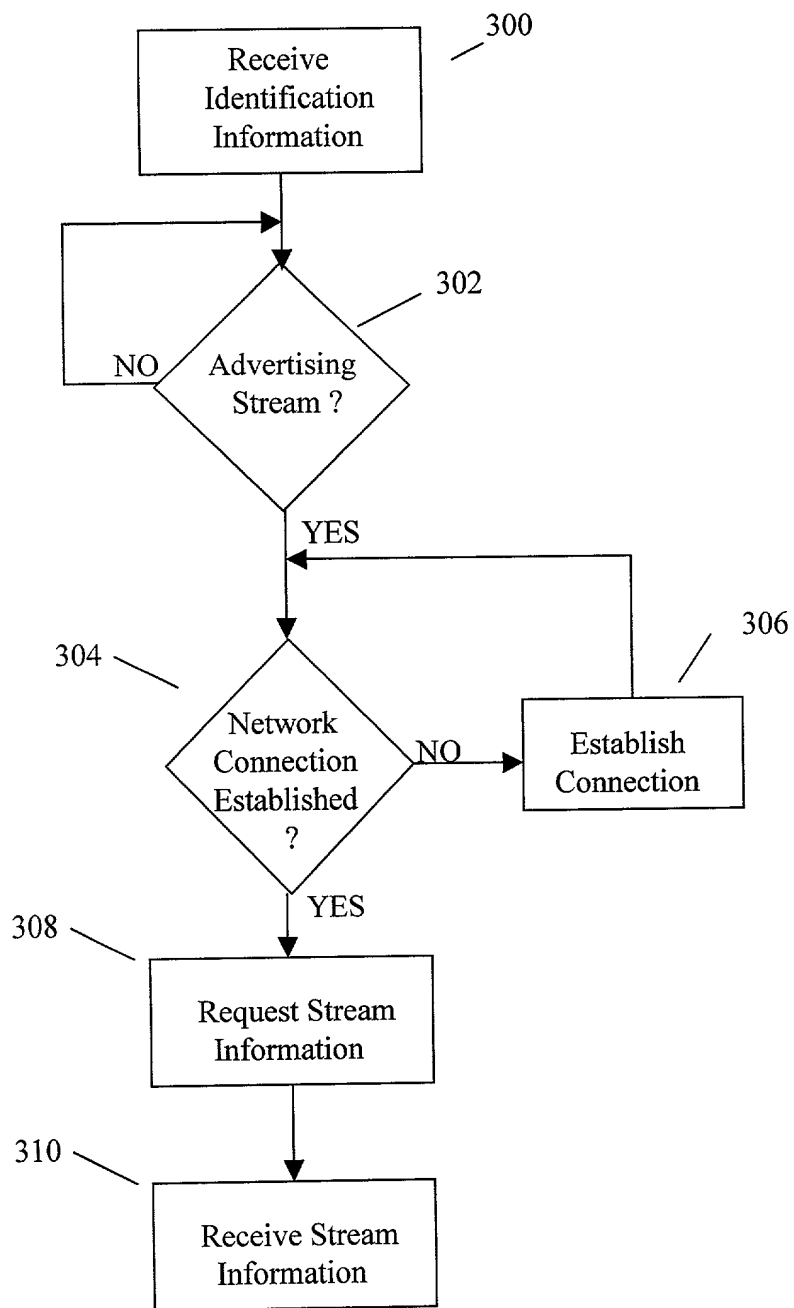 300
Receive
Identification
Information
302
NO
Advertising
Stream ?
YES
304
306
Network
Connection
Established
?
NO
Establish
Connection
YES
308
Request Stream
Information
310
Receive Stream
Information